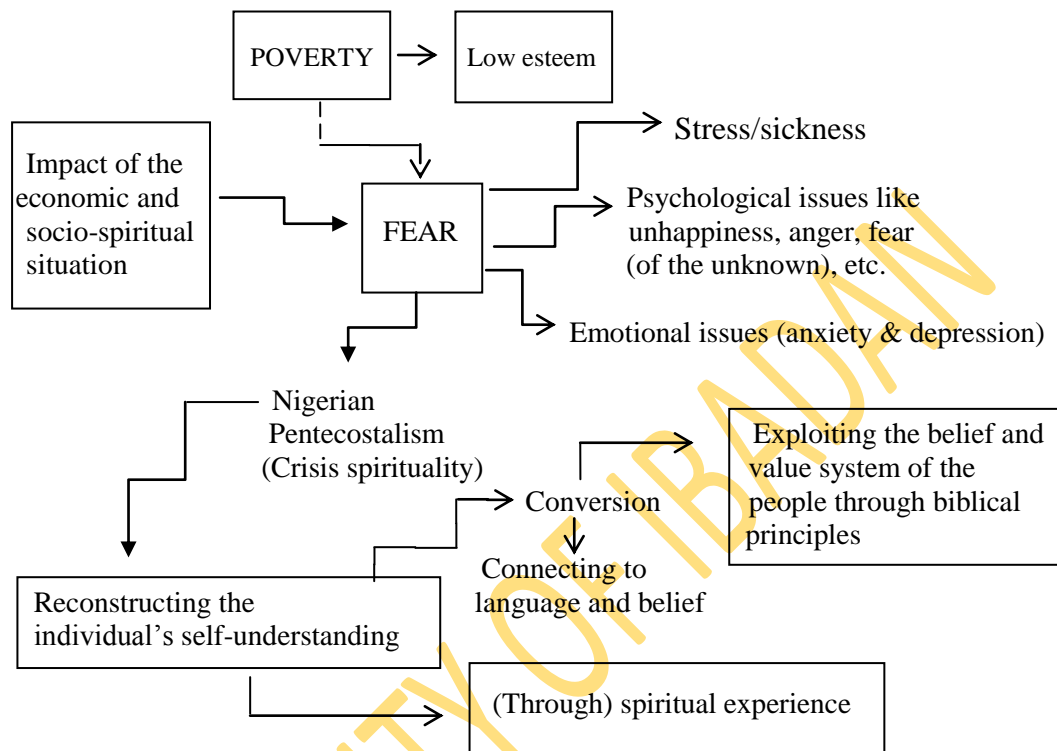 POVERTY
Low esteem
Stress/sickness
Impact of the
economic and
socio-spiritual
situation
FEAR
Psychological issues like
unhappiness, anger, fear
(of the unknown), etc.
Emotional issues (anxiety & depression)
Nigerian
Pentecostalism
(Crisis spirituality)
Conversion
Exploiting the belief and
value system of the
people through biblical
principles
Connecting to
language and belief
Reconstructing the
individual’s self-understanding
(Through) spiritual experience
ITY OF IBADAN